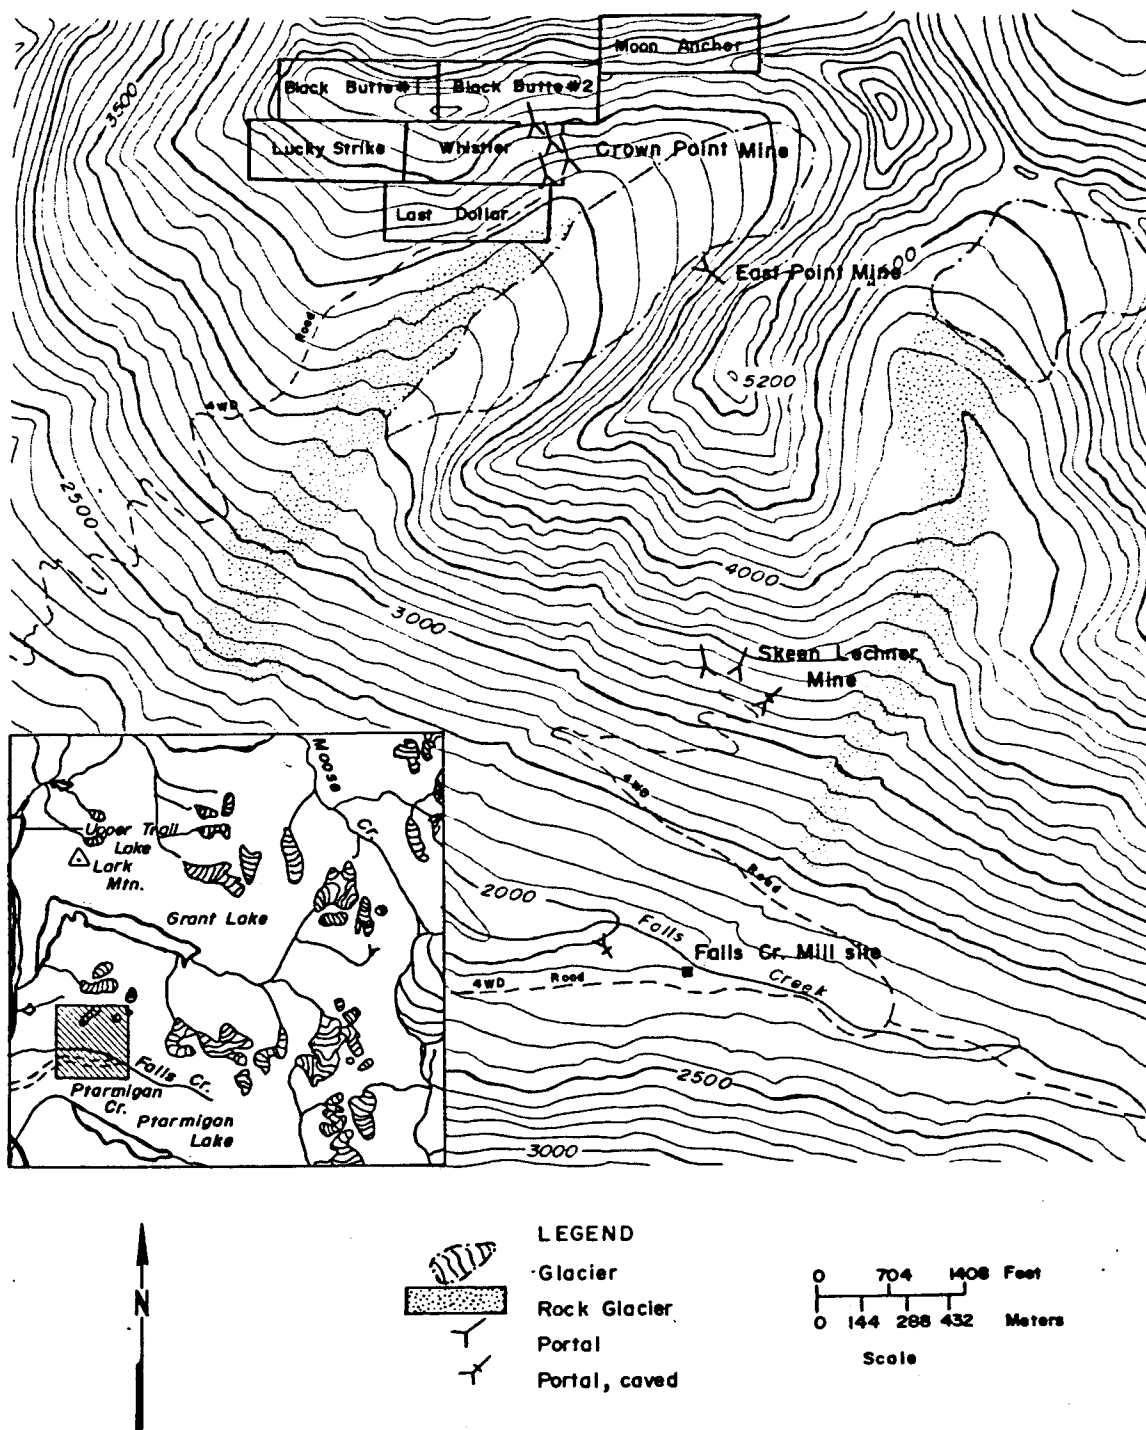 Moon Anchor
Black Butte #1
Black Butte #2
3500
Lucky Strike
Whistler
Crown Point Mine
Last Dollar
East Point Mine
Road
5200
4WD
2500
4000
3000
Skeen Lechner
Mine
4WD
Road
2000
Falls
Creek
Falls Cr. Mill site
4WD Road
2500
3000
Moose
Cr.
Upper Trail
Lake
Lark
Mtn.
Grant Lake
Falls Cr.
Ptarmigan
Cr.
Ptarmigan
Lake
N
LEGEND
Glacier
Rock Glacier
Portal
Portal, caved
0 704 1408 Feet
0 144 288 432 Meters
Scale